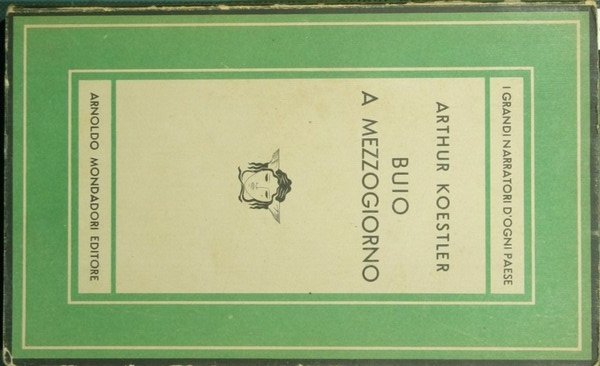 I GRANDI NARRATORI D'OGNI PAESE
ARTHUR KOESTLER
BUIO
A MEZZOGIORNO
ARNOLDO MONDADORI EDITORE